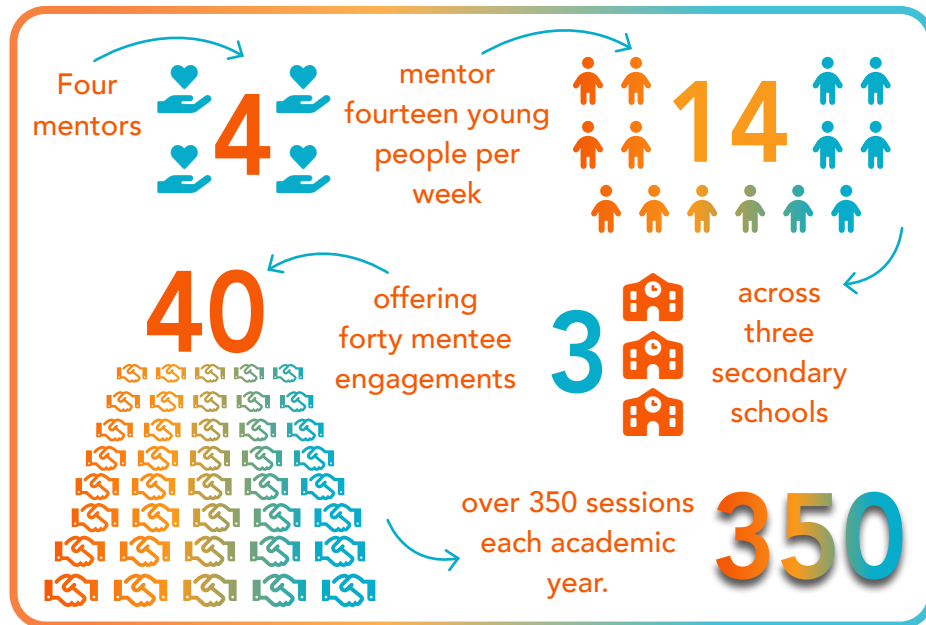 Four
mentors
4
mentor
fourteen young
people per
week
14
across
three
secondary
schools
3
offering
forty mentee
engagements
40
over 350 sessions
each academic
year.
350